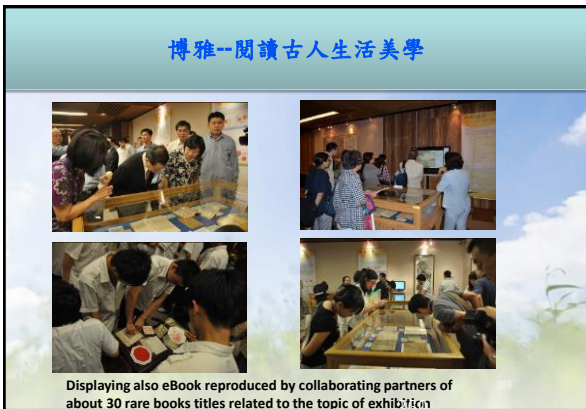 博雅--閱讀古人生活美學
Displaying also eBook reproduced by collaborating partners of
about 30 rare books titles related to the topic of exhibition